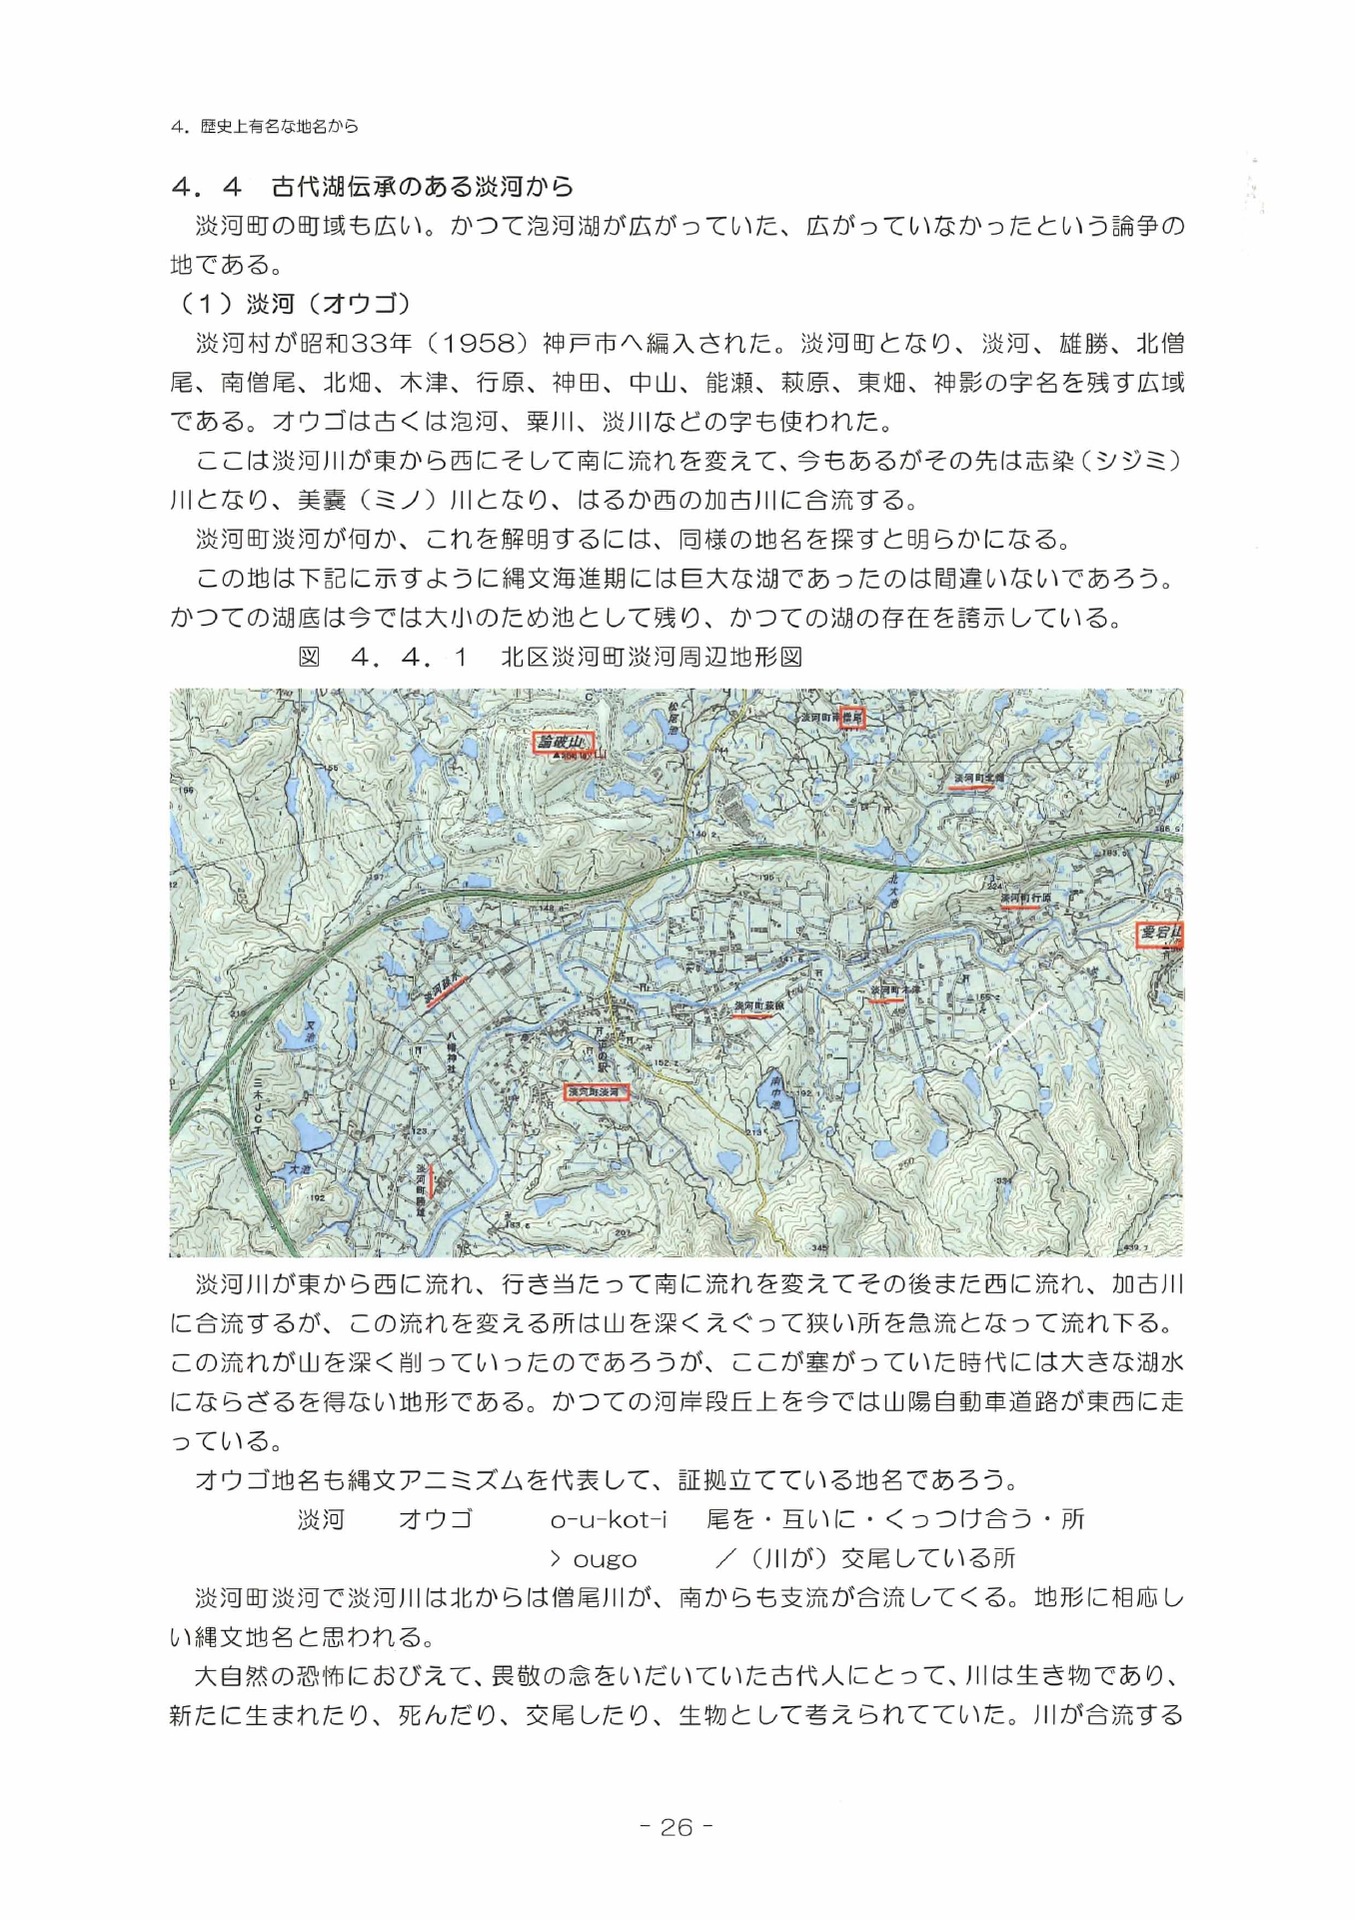 4．歴史上有名な地名から
４．４　古代湖伝承のある淡河から
　淡河町の町域も広い。かつて泡河湖が広がっていた、広がっていなかったという論争の
地である。
（１）淡河（オウゴ）
　淡河村が昭和33年（1958）神戸市へ編入された。淡河町となり、淡河、雄勝、北僧
尾、南僧尾、北畑、木津、行原、神田、中山、能瀬、萩原、東畑、神影の字名を残す広域
である。オウゴは古くは泡河、粟川、淡川などの字も使われた。
　ここは淡河川が東から西にそして南に流れを変えて、今もあるがその先は志染（シジミ）
川となり、美嚢（ミノ）川となり、はるか西の加古川に合流する。
　淡河町淡河が何か、これを解明するには、同様の地名を探すと明らかになる。
　この地は下記に示すように縄文海進期には巨大な湖であったのは間違いないであろう。
かつての湖底は今では大小のため池として残り、かつての湖の存在を誇示している。
図　４．４．１　北区淡河町淡河周辺地形図
松尾池
淡河町南僧尾
淡河町北畑
北大池
淡河町行原
愛宕山
淡河疏水
淡河町萩原
淡河町木津
又池
八幡神社
三木JCT
淡河町淡河
南中池
大池
淡河川が東から西に流れ、行き当たって南に流れを変えてその後また西に流れ、加古川
に合流するが、この流れを変える所は山を深くえぐって狭い所を急流となって流れ下る。
この流れが山を深く削っていったのであろうが、ここが塞がっていた時代には大きな湖水
にならざるを得ない地形である。かつての河岸段丘上を今では山陽自動車道路が東西に走
っている。
　オウゴ地名も縄文アニミズムを代表して、証拠立てている地名であろう。
淡河　　オウゴ　　o-u-kot-i　尾を・互いに・くっつけ合う・所
> ougo　　／（川が）交尾している所
　淡河町淡河で淡河川は北からは僧尾川が、南からも支流が合流してくる。地形に相応し
い縄文地名と思われる。
　大自然の恐怖におびえて、畏敬の念をいだいていた古代人にとって、川は生き物であり、
新たに生まれたり、死んだり、交尾したり、生物として考えられてていた。川が合流する
- 26 -